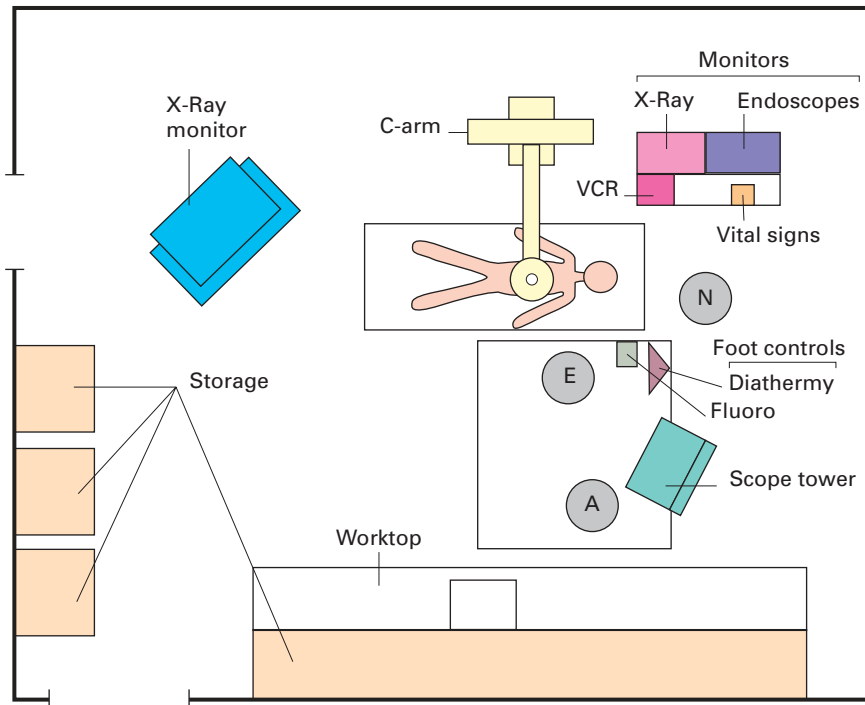 Monitors
X-Ray
monitor
C-arm
X-Ray
Endoscopes
VCR
Vital signs
N
E
Foot controls
Diathermy
Fluoro
Storage
A
Scope tower
Worktop